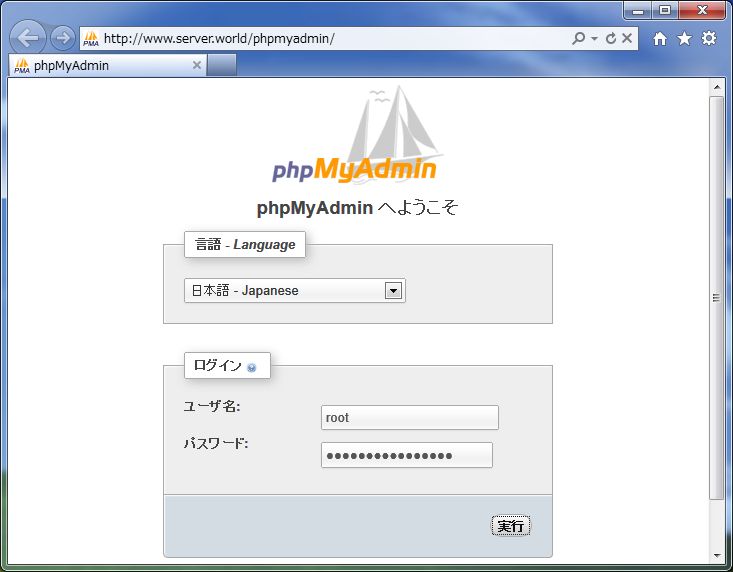 http://www.server.world/phpmyadmin/
PMA phpMyAdmin
phpMyAdmin
phpMyAdmin へようこそ
言語 - Language
日本語 - Japanese
ログイン
ユーザ名:
root
パスワード:
••••••••••••••••
実行